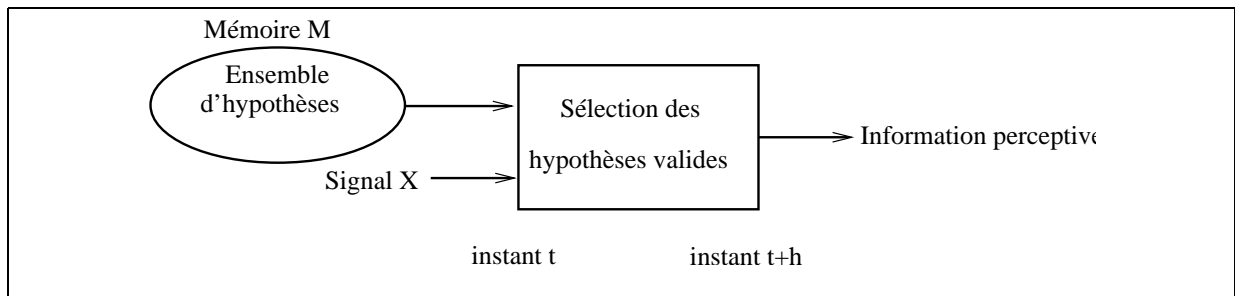 Mémoire M
Ensemble
d'hypothèses
Sélection des
hypothèses valides
Information perceptive
Signal X
instant t
instant t+h